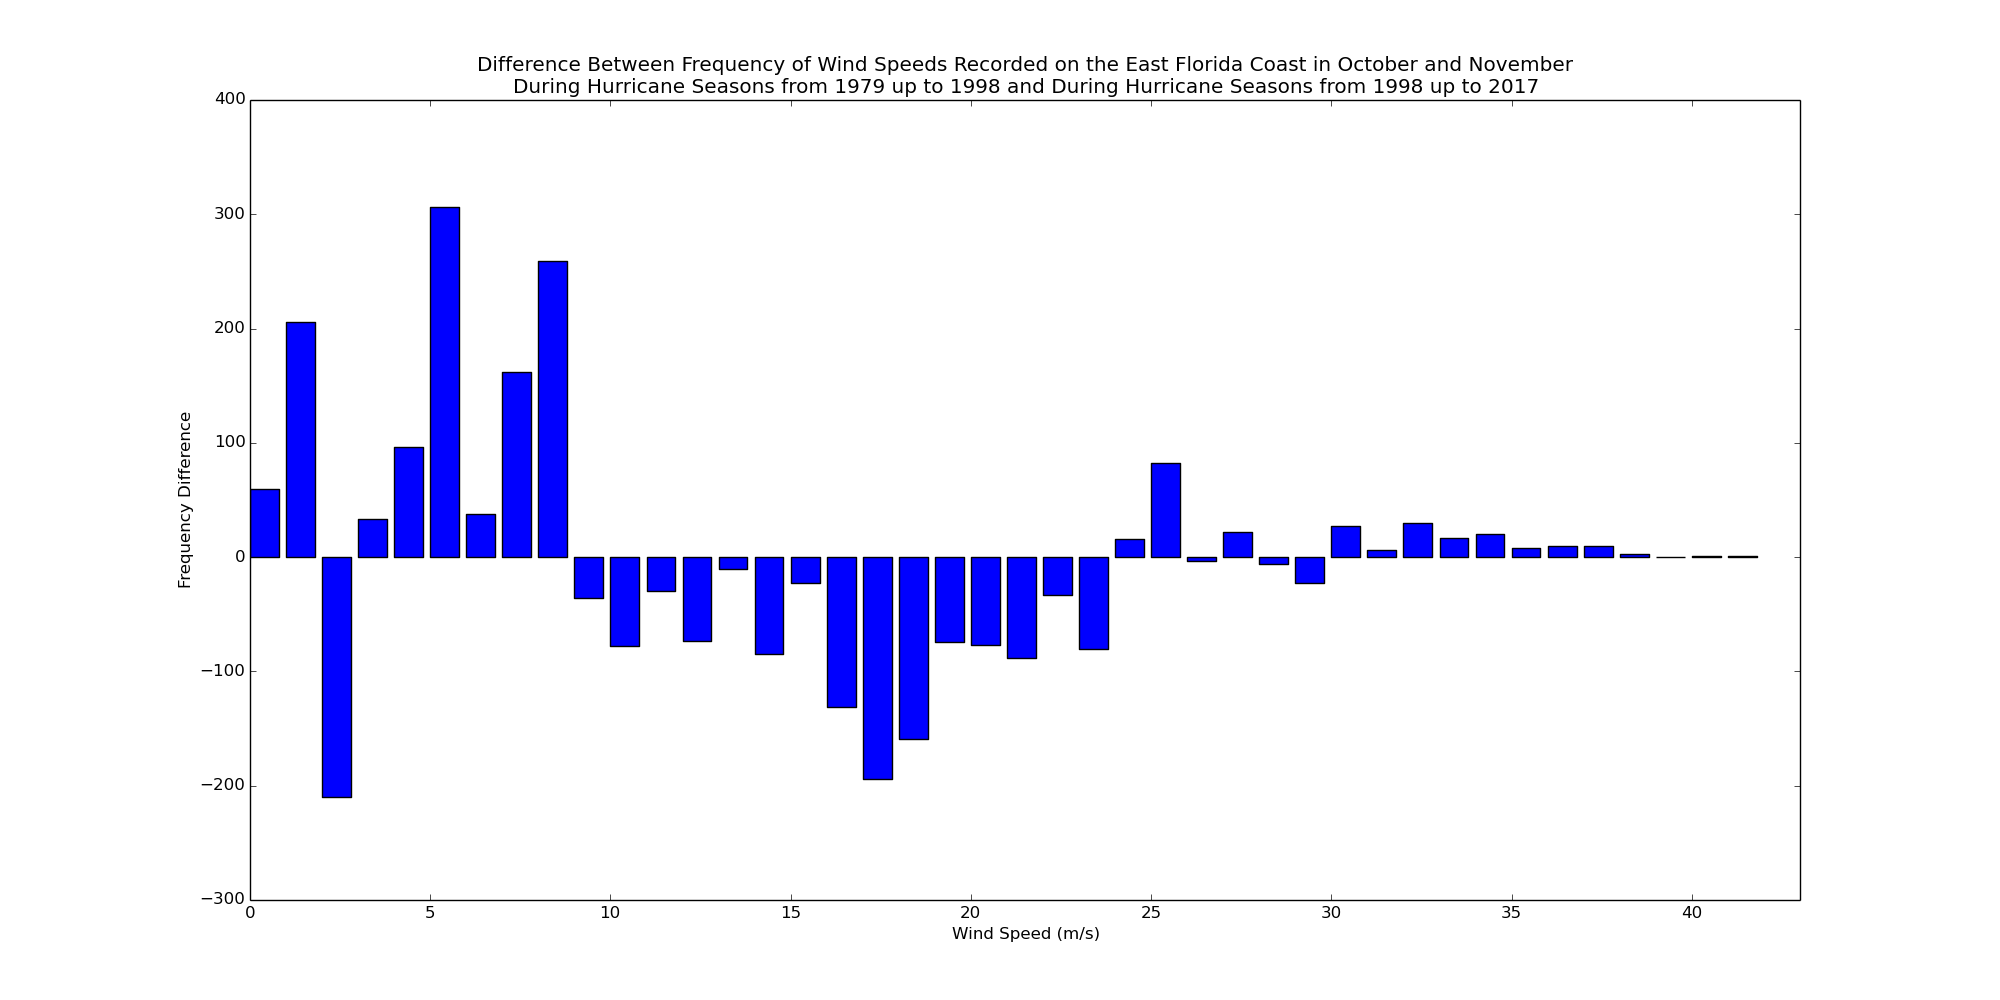 Difference Between Frequency of Wind Speeds Recorded on the East Florida Coast in October and November
During Hurricane Seasons from 1979 up to 1998 and During Hurricane Seasons from 1998 up to 2017
400
300
200
100
0
−100
−200
−300
Frequency Difference
0 5 10 15 20 25 30 35 40
Wind Speed (m/s)